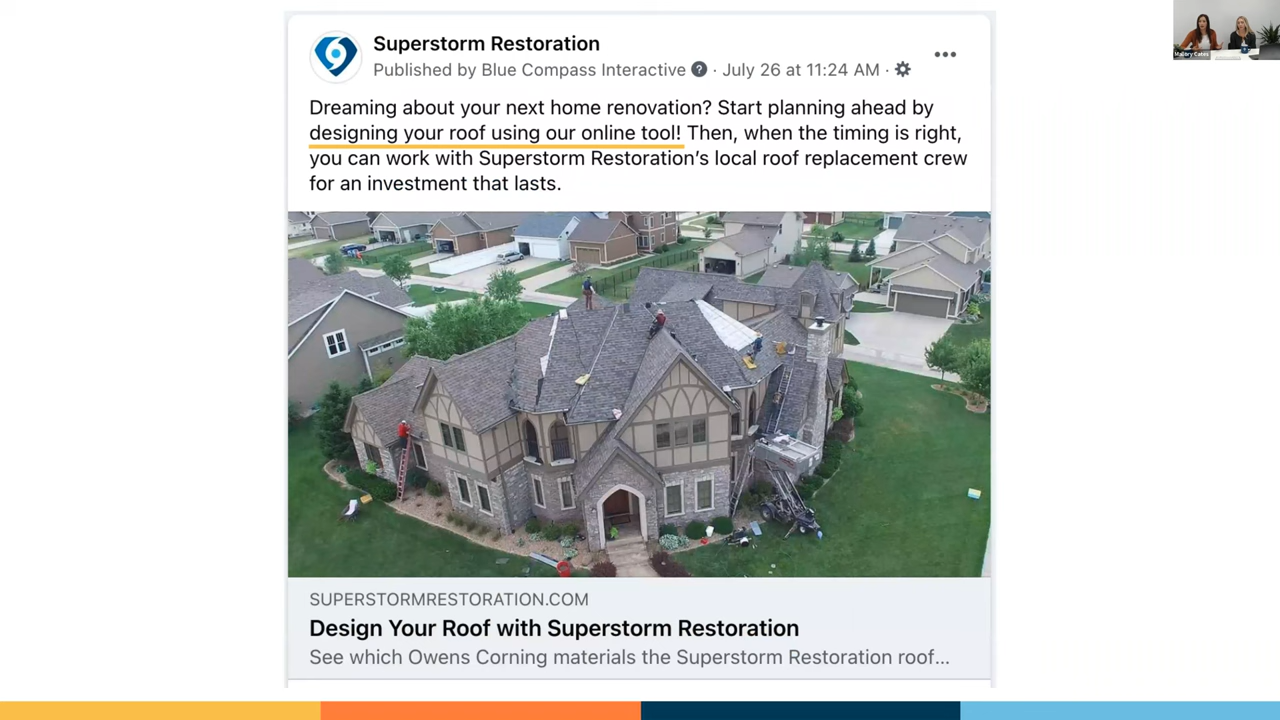 Superstorm Restoration
Published by Blue Compass Interactive ? · July 26 at 11:24 AM ·
Dreaming about your next home renovation? Start planning ahead by
designing your roof using our online tool! Then, when the timing is right,
you can work with Superstorm Restoration’s local roof replacement crew
for an investment that lasts.
SUPERSTORMRESTORATION.COM
Design Your Roof with Superstorm Restoration
See which Owens Corning materials the Superstorm Restoration roof...